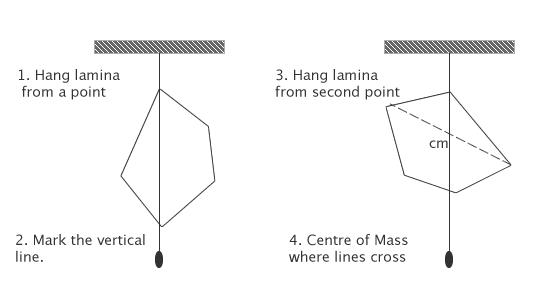 1. Hang lamina
from a point
2. Mark the vertical
line.
3. Hang lamina
from second point
cm
4. Centre of Mass
where lines cross